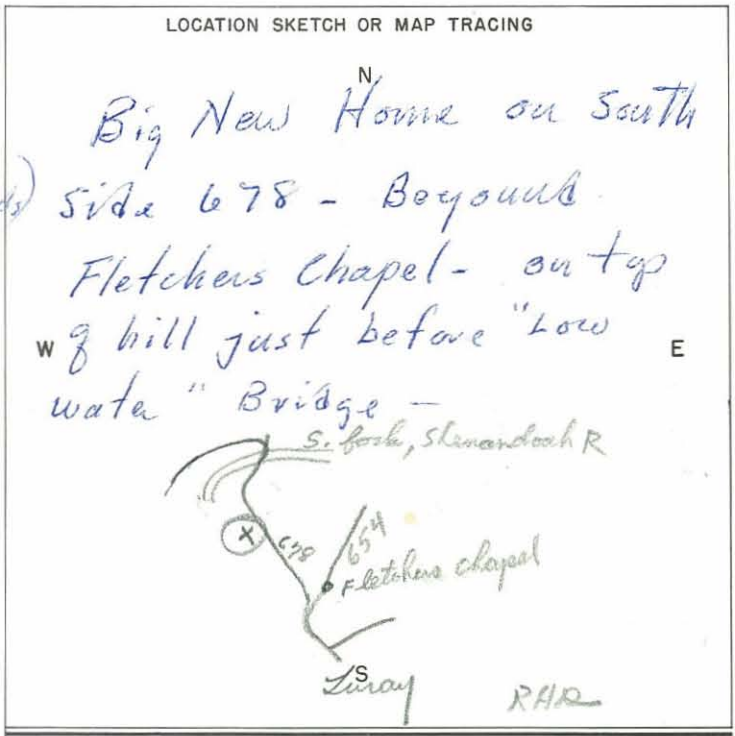 LOCATION SKETCH OR MAP TRACING
N
Big New Home on South
Side 678 - Beyound
Fletchers Chapel - on top
W
of hill just before "Low
E
water" Bridge -
S. fork, Shenandoah R
678
654
Fletchers chapel
S
Luray
RHR